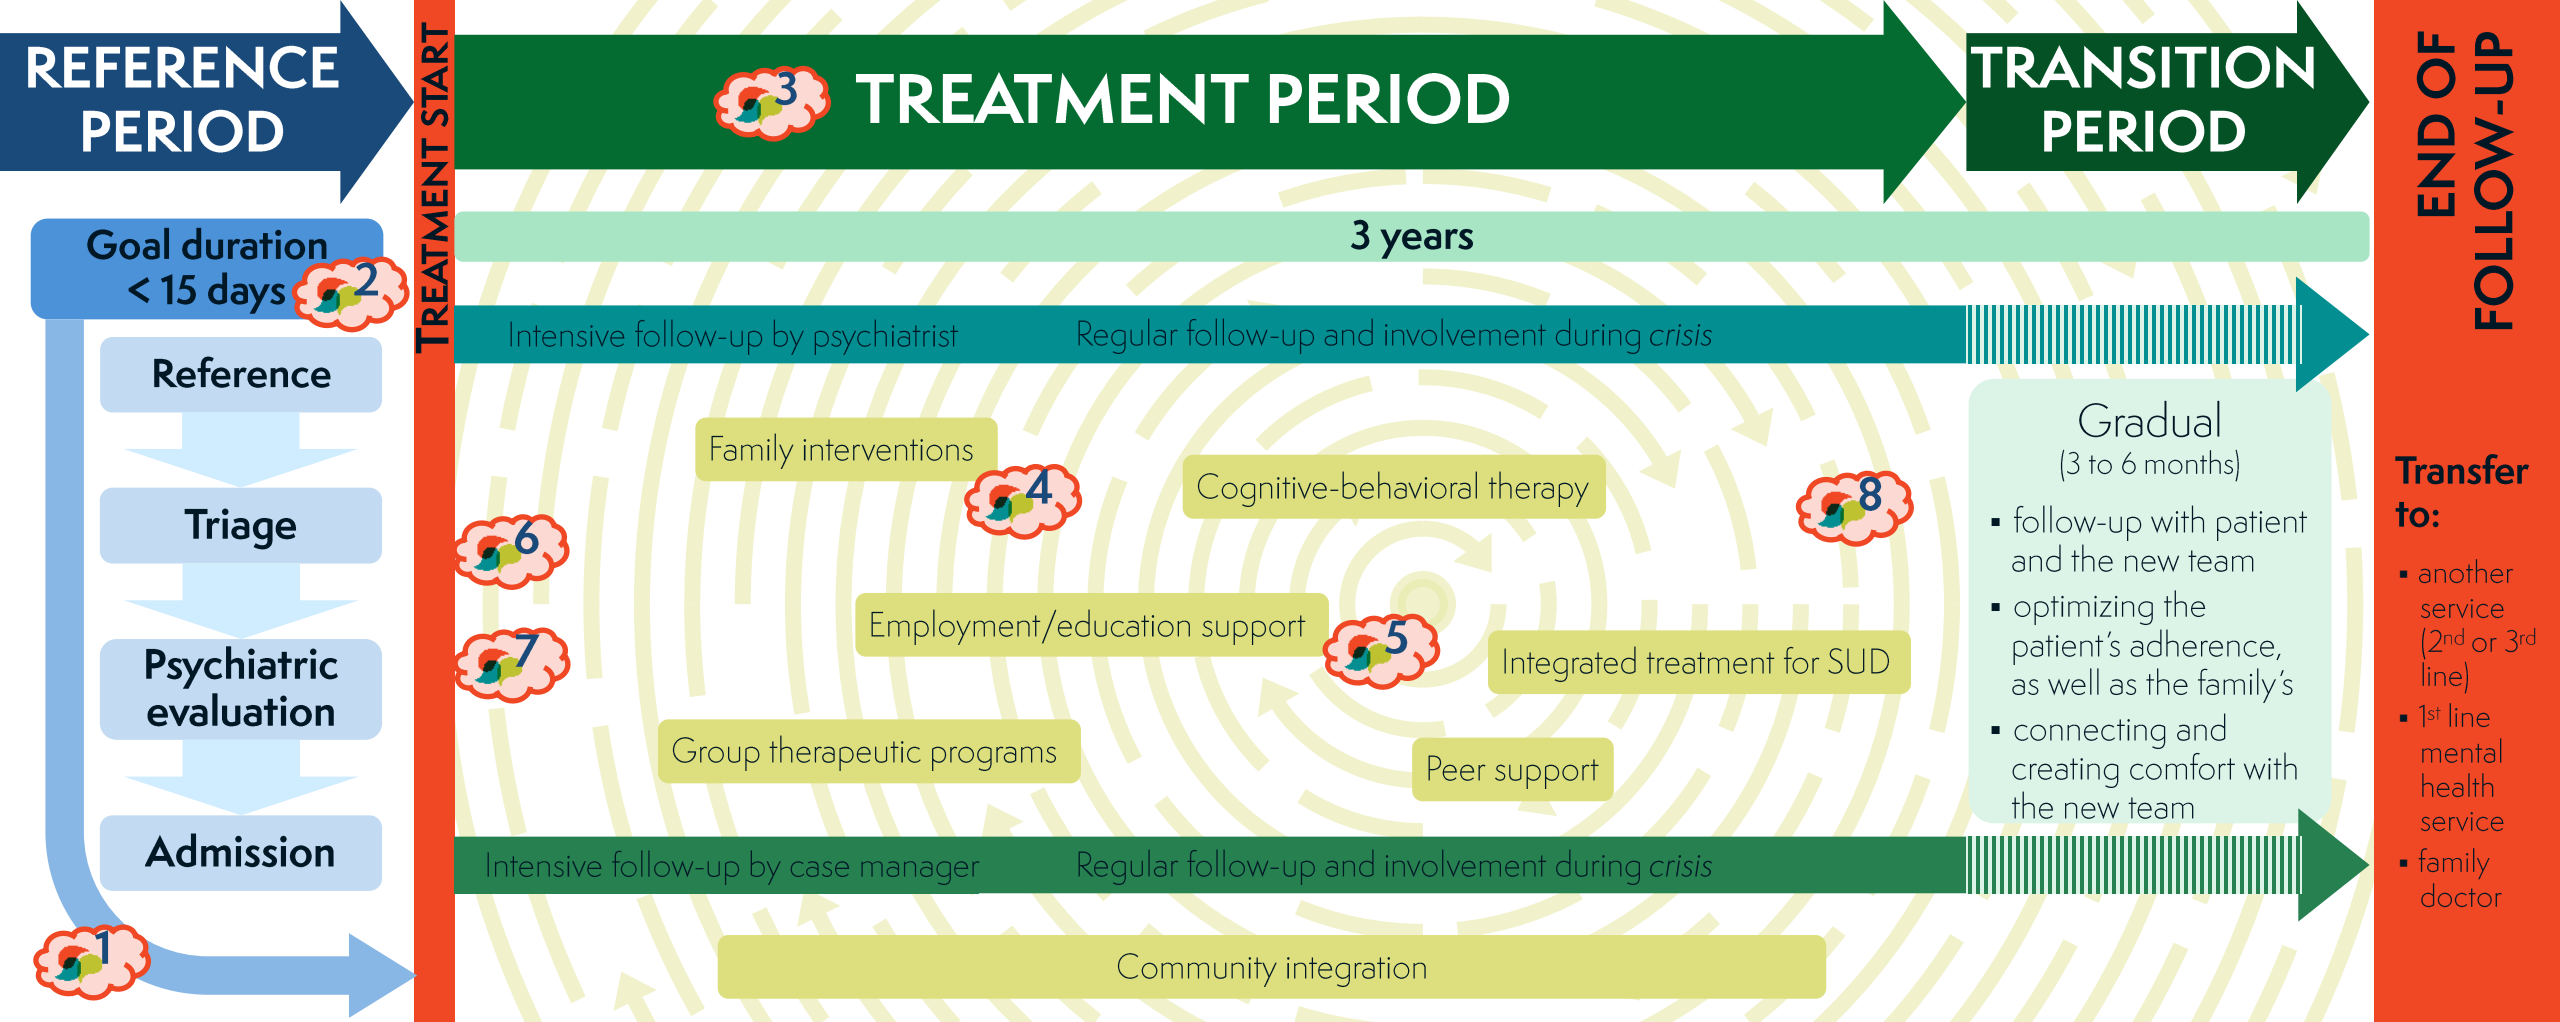 REFERENCE
PERIOD
Goal duration
< 15 days
2
Reference
Triage
Psychiatric
evaluation
Admission
1
TREATMENT START
3
TREATMENT PERIOD
TRANSITION
PERIOD
3 years
Intensive follow-up by psychiatrist
Regular follow-up and involvement during crisis
Family interventions
4
Cognitive-behavioral therapy
8
6
Employment/education support
5
7
Integrated treatment for SUD
Group therapeutic programs
Peer support
Intensive follow-up by case manager
Regular follow-up and involvement during crisis
Community integration
Gradual
(3 to 6 months)
▪ follow-up with patient
and the new team
▪ optimizing the
patient’s adherence,
as well as the family’s
▪ connecting and
creating comfort with
the new team
END OF
FOLLOW-UP
Transfer
to:
▪ another
service
(2nd or 3rd
line)
▪ 1st line
mental
health
service
▪ family
doctor